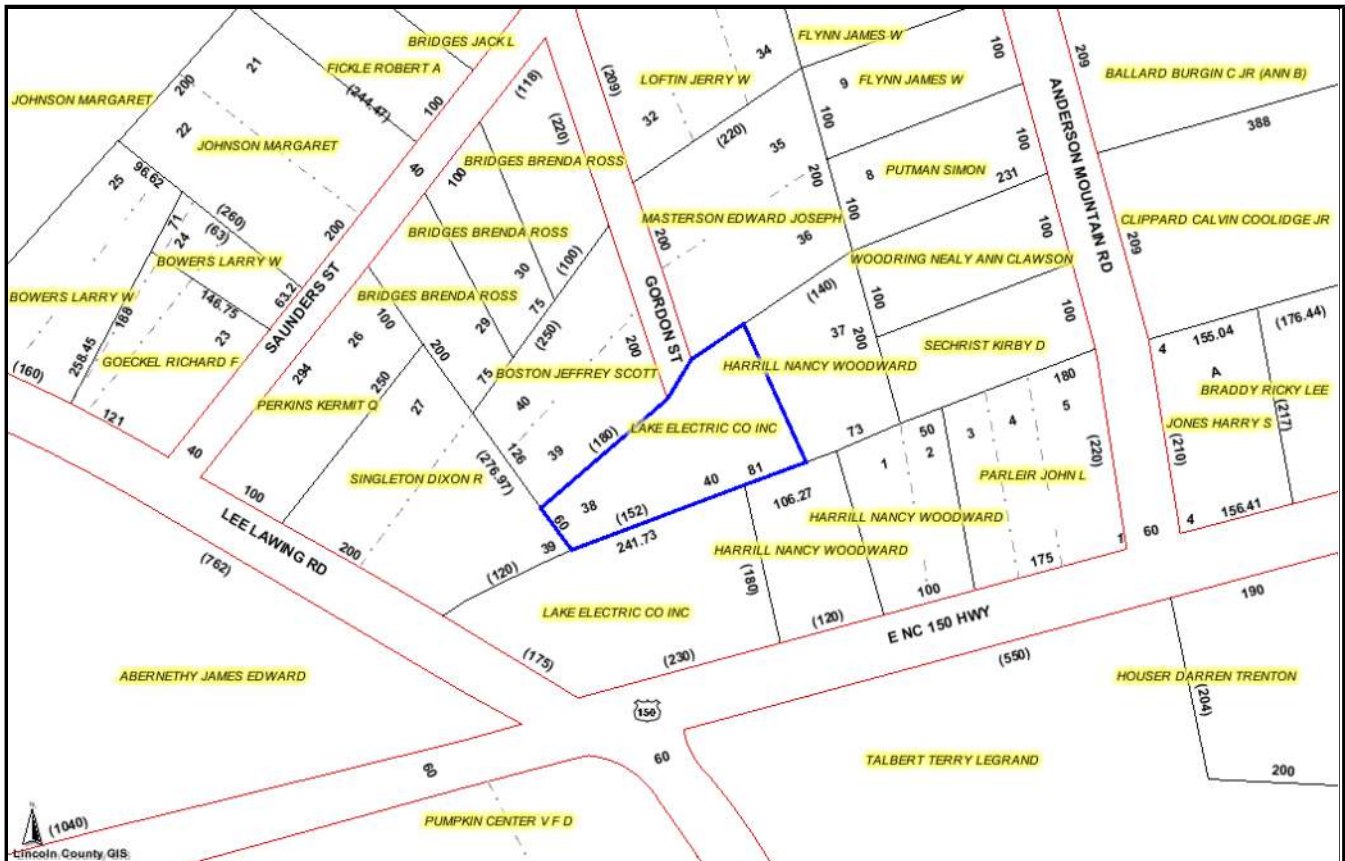 BRIDGES JACK L
FLYNN JAMES W
34
100
209
21
FICKLE ROBERT A
(118)
(209)
LOFTIN JERRY W
9
FLYNN JAMES W
BALLARD BURGIN C JR (ANN B)
JOHNSON MARGARET
200
(244.47)
100
(220)
32
(220)
100
ANDERSON MOUNTAIN RD
388
22
JOHNSON MARGARET
35
100
40
100
BRIDGES BRENDA ROSS
200
8
PUTMAN SIMON
231
25
96.62
(260)
71
24
(63)
200
BRIDGES BRENDA ROSS
MASTERSON EDWARD JOSEPH
200
36
100
100
209
CLIPPARD CALVIN COOLIDGE JR
BOWERS LARRY W
30
(100)
WOODRING NEALY ANN CLAWSON
BOWERS LARRY W
146.75
63.2
SAUNDERS ST
BRIDGES BRENDA ROSS
75
GORDON ST
(140)
100
100
188
23
100
29
37
200
(176.44)
258.45
GOECKEL RICHARD F
26
200
(250)
200
SECHRIST KIRBY D
4
155.04
(160)
294
250
75
BOSTON JEFFREY SCOTT
HARRILL NANCY WOODWARD
180
A
BRADDY RICKY LEE
121
PERKINS KERMIT Q
27
40
5
(217)
JONES HARRY S
40
126
39
(180)
LAKE ELECTRIC CO INC
73
50
3
4
(220)
(210)
SINGLETON DIXON R
(276.97)
40
81
1
2
PARLEIR JOHN L
100
38
(152)
106.27
4
156.41
LEE LAWING RD
60
HARRILL NANCY WOODWARD
60
200
39
241.73
HARRILL NANCY WOODWARD
175
1
(762)
(120)
(180)
100
190
LAKE ELECTRIC CO INC
(120)
E NC 150 HWY
(175)
(230)
(550)
ABERNETHY JAMES EDWARD
HOUSER DARREN TRENTON
150
(204)
60
60
TALBERT TERRY LEGRAND
200
N
(1040)
PUMPKIN CENTER V F D
Lincoln County GIS